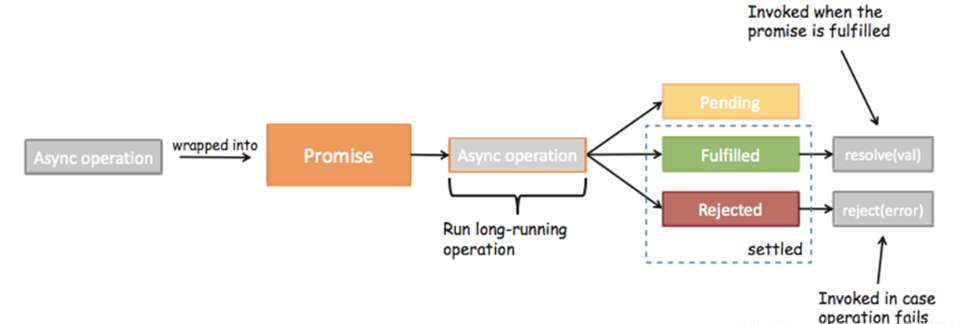 Invoked when the
promise is fulfilled
Pending
Async operation
wrapped into
Promise
Async operation
Fulfilled
resolve(val)
Rejected
reject(error)
Run long-running
operation
settled
Invoked in case
operation fails